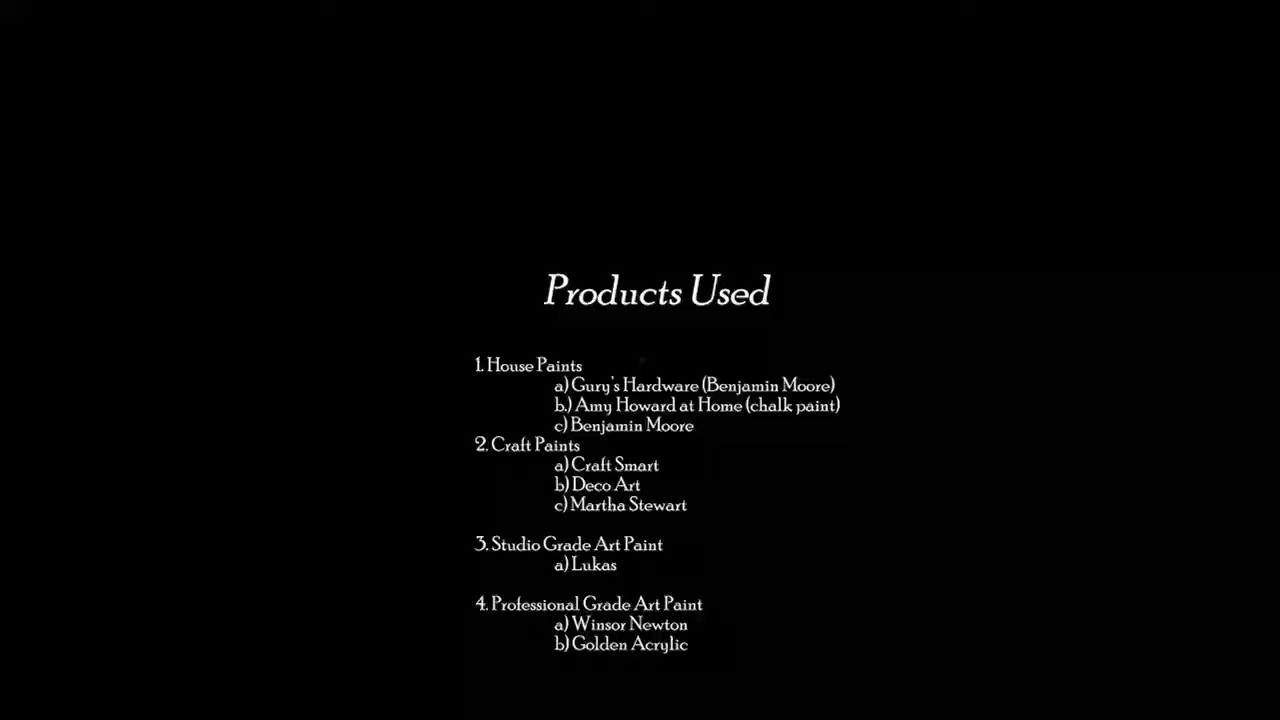 Products Used
1. House Paints
a) Gury's Hardware (Benjamin Moore)
b.) Amy Howard at Home (chalk paint)
c) Benjamin Moore
2. Craft Paints
a) Craft Smart
b) Deco Art
c) Martha Stewart
3. Studio Grade Art Paint
a) Lukas
4. Professional Grade Art Paint
a) Winsor Newton
b) Golden Acrylic